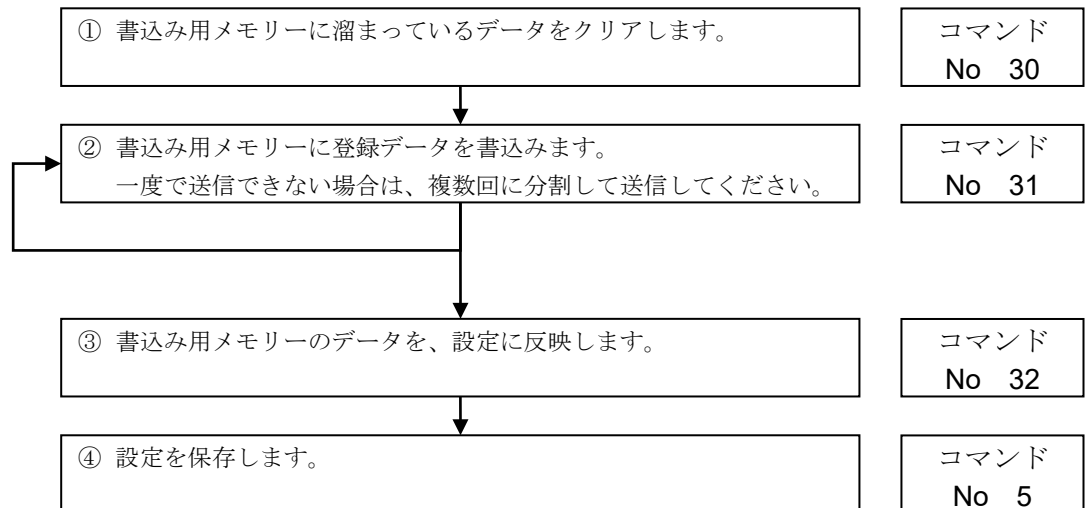 ① 書込み用メモリーに溜まっているデータをクリアします。
コマンド
No 30
② 書込み用メモリーに登録データを書込みます。
一度で送信できない場合は、複数回に分割して送信してください。
コマンド
No 31
③ 書込み用メモリーのデータを、設定に反映します。
コマンド
No 32
④ 設定を保存します。
コマンド
No 5